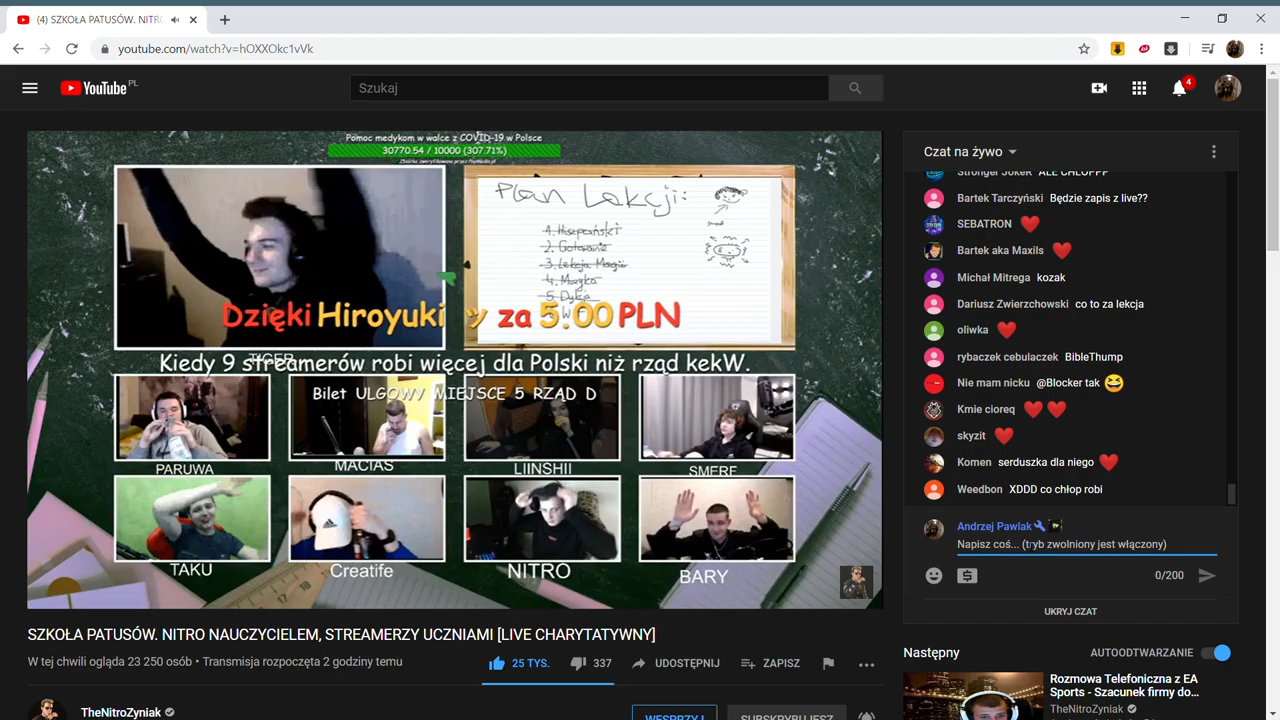 (4) SZKOŁA PATUSÓW. NITRO
youtube.com/watch?v=hOXXOkc1vVk
YouTube PL
Szukaj
4
Pomoc medykom w walce z COVID-19 w Polsce
30770.54 / 10000 (307.71%)
Plan Lekcji:
2. Gotowanie
3. Lekcja Magii
4. Muzyka
Dzięki Hiroyuki y za 5.00 PLN
TIGER
Kiedy 9 streamerów robi więcej dla Polski niż rząd kekW.
Bilet ULGOWY MIEJSCE 5 RZĄD D
PARUWA
MACIAS
LIINSHII
SMERF
TAKU
Creatife
NITRO
BARY
SZKOŁA PATUSÓW. NITRO NAUCZYCIELEM, STREAMERZY UCZNIAMI [LIVE CHARYTATYWNY]
W tej chwili ogląda 23 250 osób • Transmisja rozpoczęta 2 godziny temu
25 TYS.
337
UDOSTĘPNIJ
ZAPISZ
TheNitroZyniak
WESPRZYJ
SUBSKRYBUJESZ
Czat na żywo
Stronger Joker ALE CHŁOPFF
Bartek Tarczyński Będzie zapis z live??
SEBATRON
Bartek aka Maxils
Michał Mitrega kozak
Dariusz Zwierzchowski co to za lekcja
oliwka
rybaczek cebulaczek BibleThump
Nie mam nicku @Blocker tak
Kmie cioreq
skyzit
Komen serduszka dla niego
Weedbon XDDD co chłop robi
Andrzej Pawlak
Napisz coś... (tryb zwolniony jest włączony)
0/200
UKRYJ CZAT
Następny
AUTOODTWARZANIE
Rozmowa Telefoniczna z EA
Sports - Szacunek firmy do...
TheNitroZyniak